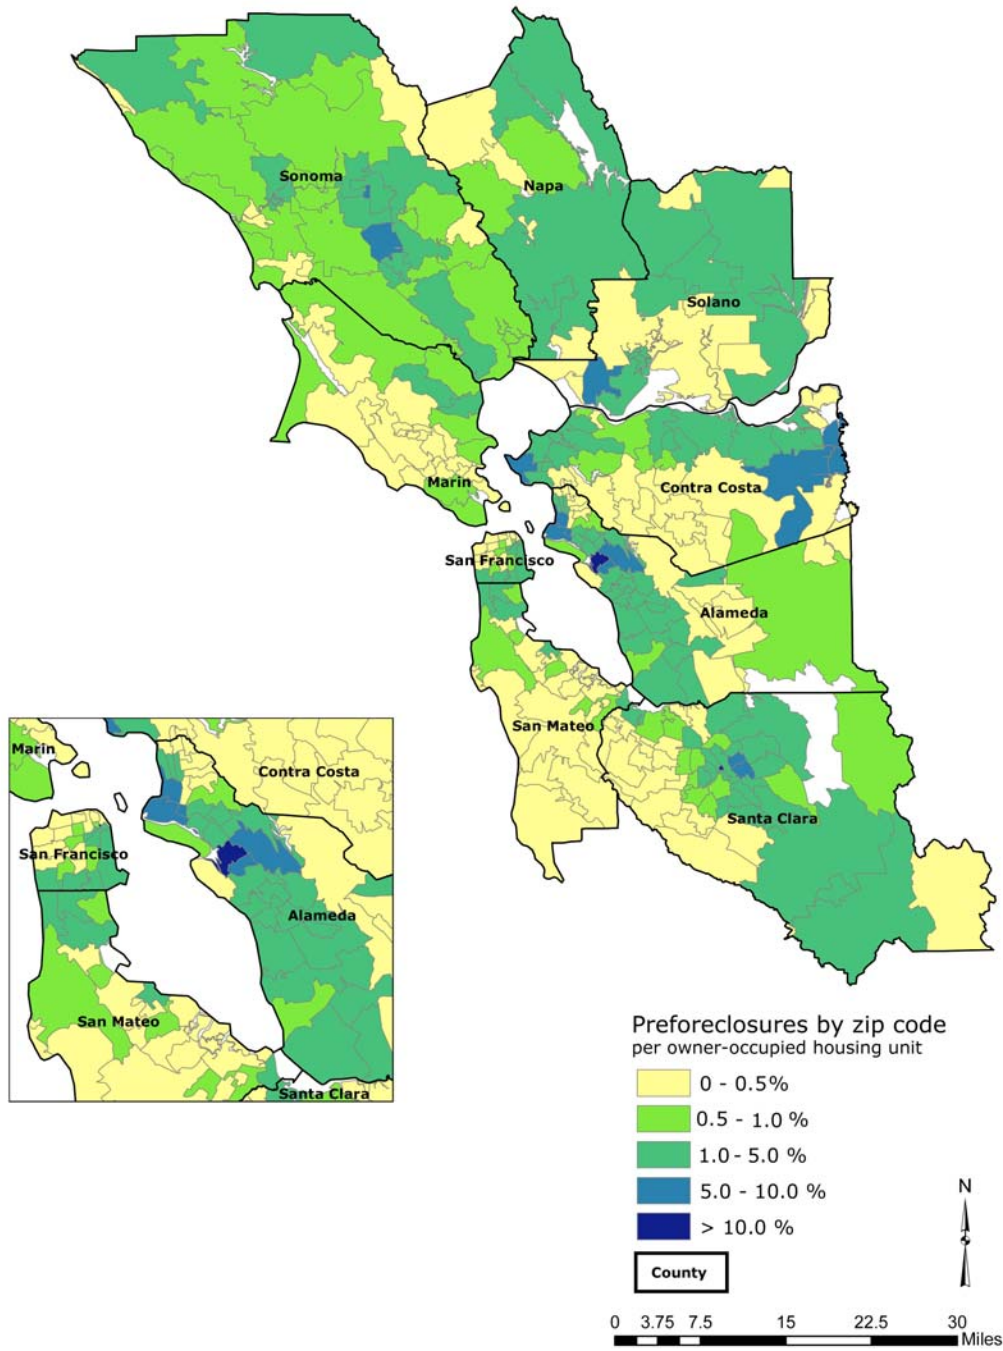 Sonoma
Napa
Solano
Marin
Contra Costa
San Francisco
Alameda
San Mateo
Santa Clara
Marin
Contra Costa
San Francisco
Alameda
San Mateo
Santa Clara
Preforeclosures by zip code
per owner-occupied housing unit
0 - 0.5%
0.5 - 1.0 %
1.0 - 5.0 %
5.0 - 10.0 %
> 10.0 %
County
N
0 3.75 7.5 15 22.5 30
Miles